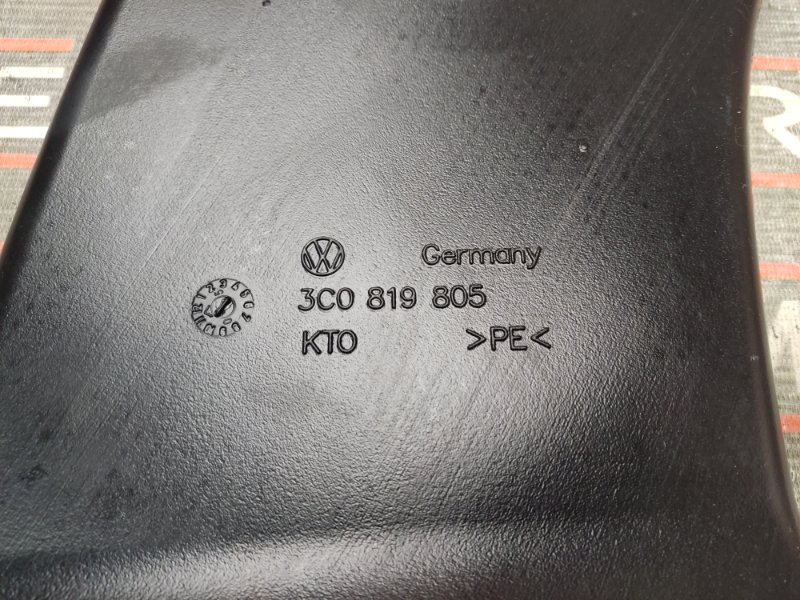 Germany
3C0 819 805
KTO >PE<